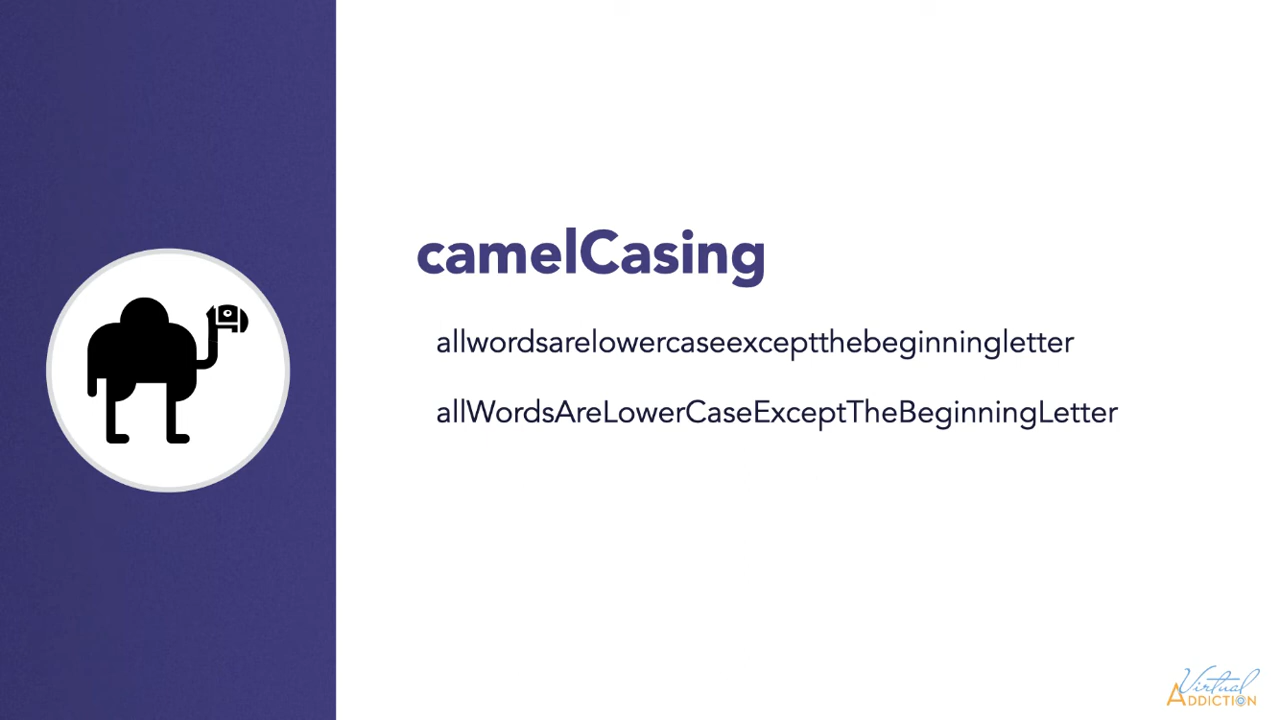 camelCasing
allwordsarelowercaseexceptthebeginningletter
allWordsAreLowerCaseExceptTheBeginningLetter
Virtual
ADDICTION